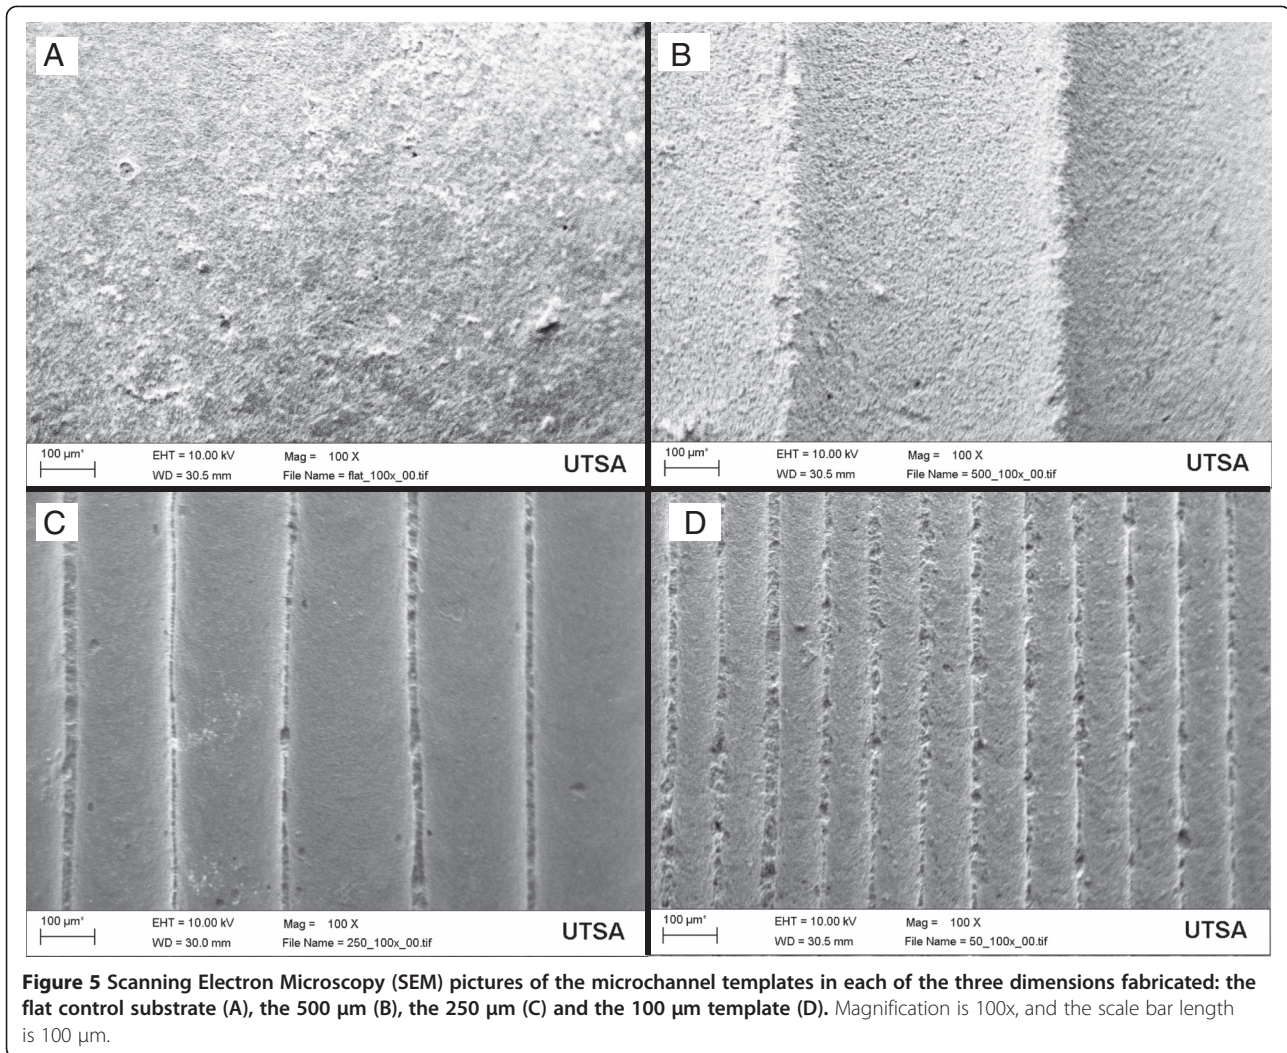 A
B
100 µm*
EHT = 10.00 kV
Mag = 100 X
WD = 30.5 mm
File Name = flat_100x_00.tif
UTSA
100 µm*
EHT = 10.00 kV
Mag = 100 X
WD = 30.5 mm
File Name = 500_100x_00.tif
UTSA
C
D
100 µm*
EHT = 10.00 kV
Mag = 100 X
WD = 30.0 mm
File Name = 250_100x_00.tif
UTSA
100 µm*
EHT = 10.00 kV
Mag = 100 X
WD = 30.5 mm
File Name = 50_100x_00.tif
UTSA
Figure 5 Scanning Electron Microscopy (SEM) pictures of the microchannel templates in each of the three dimensions fabricated: the
flat control substrate (A), the 500 µm (B), the 250 µm (C) and the 100 µm template (D). Magnification is 100x, and the scale bar length
is 100 µm.